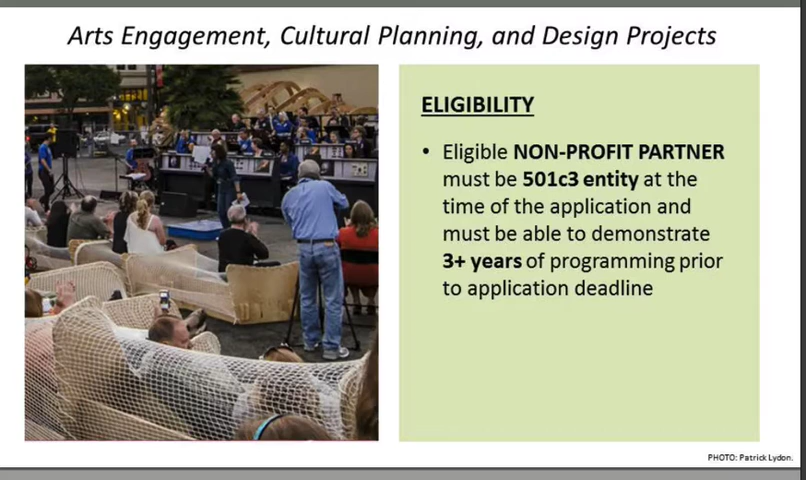 Arts Engagement, Cultural Planning, and Design Projects
ELIGIBILITY
• Eligible NON-PROFIT PARTNER
must be 501c3 entity at the
time of the application and
must be able to demonstrate
3+ years of programming prior
to application deadline
PHOTO: Patrick Lydon.